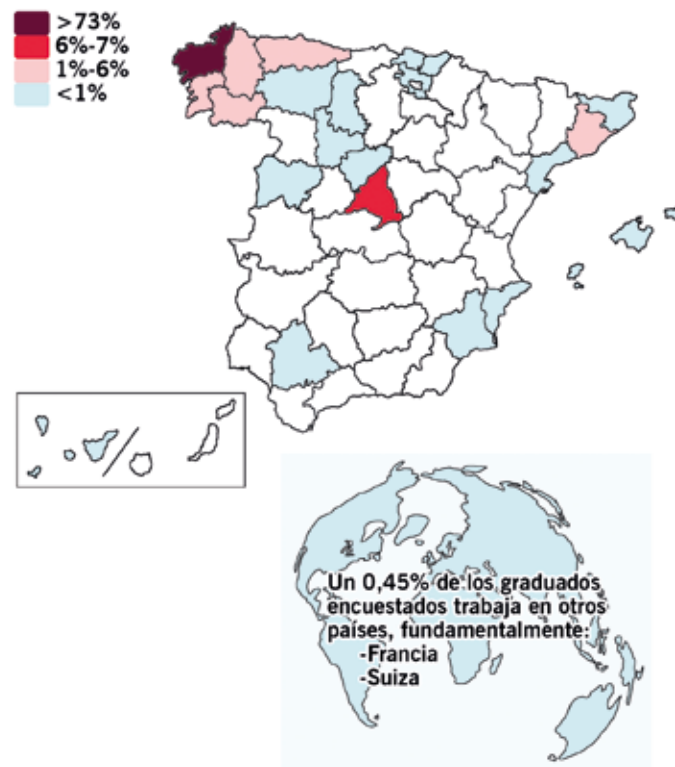 >73%
6%-7%
1%-6%
<1%
Un 0,45% de los graduados
encuestados trabaja en otros
países, fundamentalmente:
-Francia
-Suiza